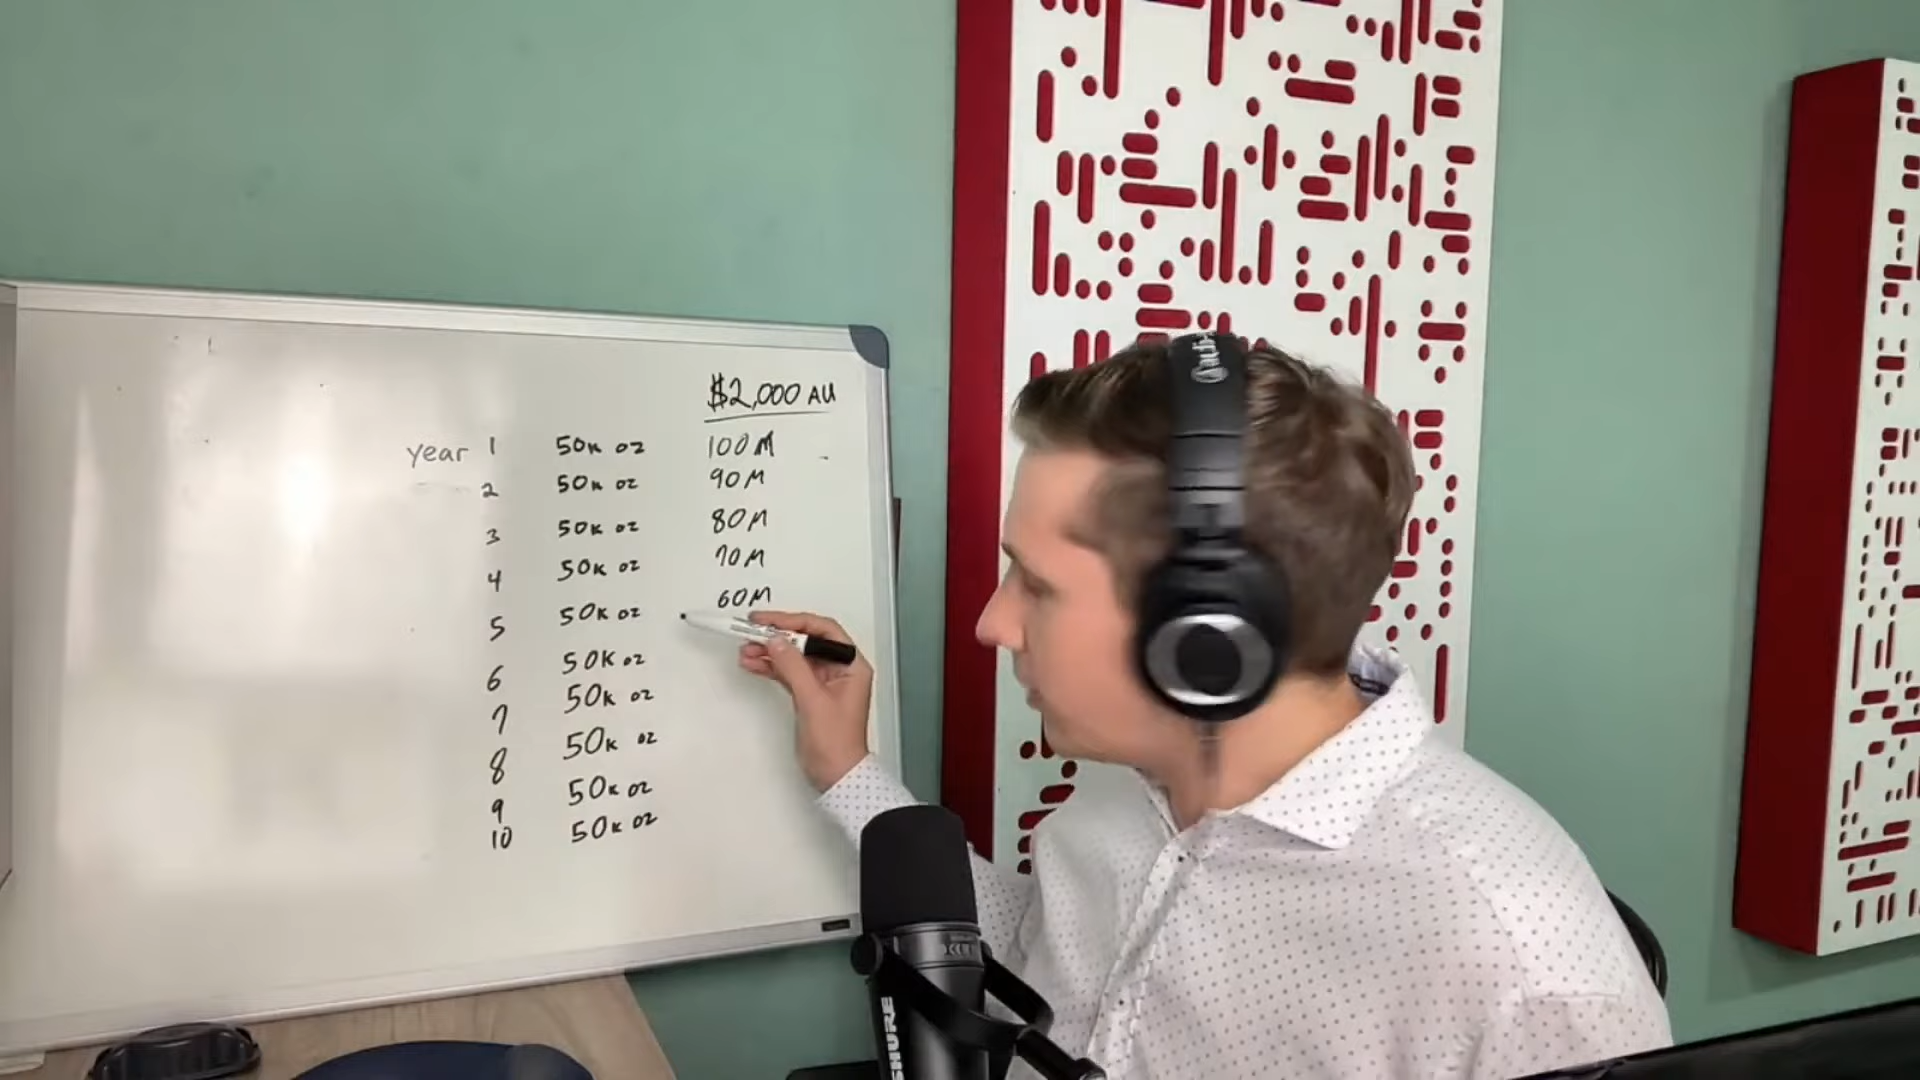 $2,000 AU
year 1 50K oz 100M
2 50K oz 90M
3 50K oz 80M
4 50K oz 70M
5 50K oz 60M
6 50K oz
7 50K oz
8 50K oz
9 50K oz
10 50K oz
SHURE